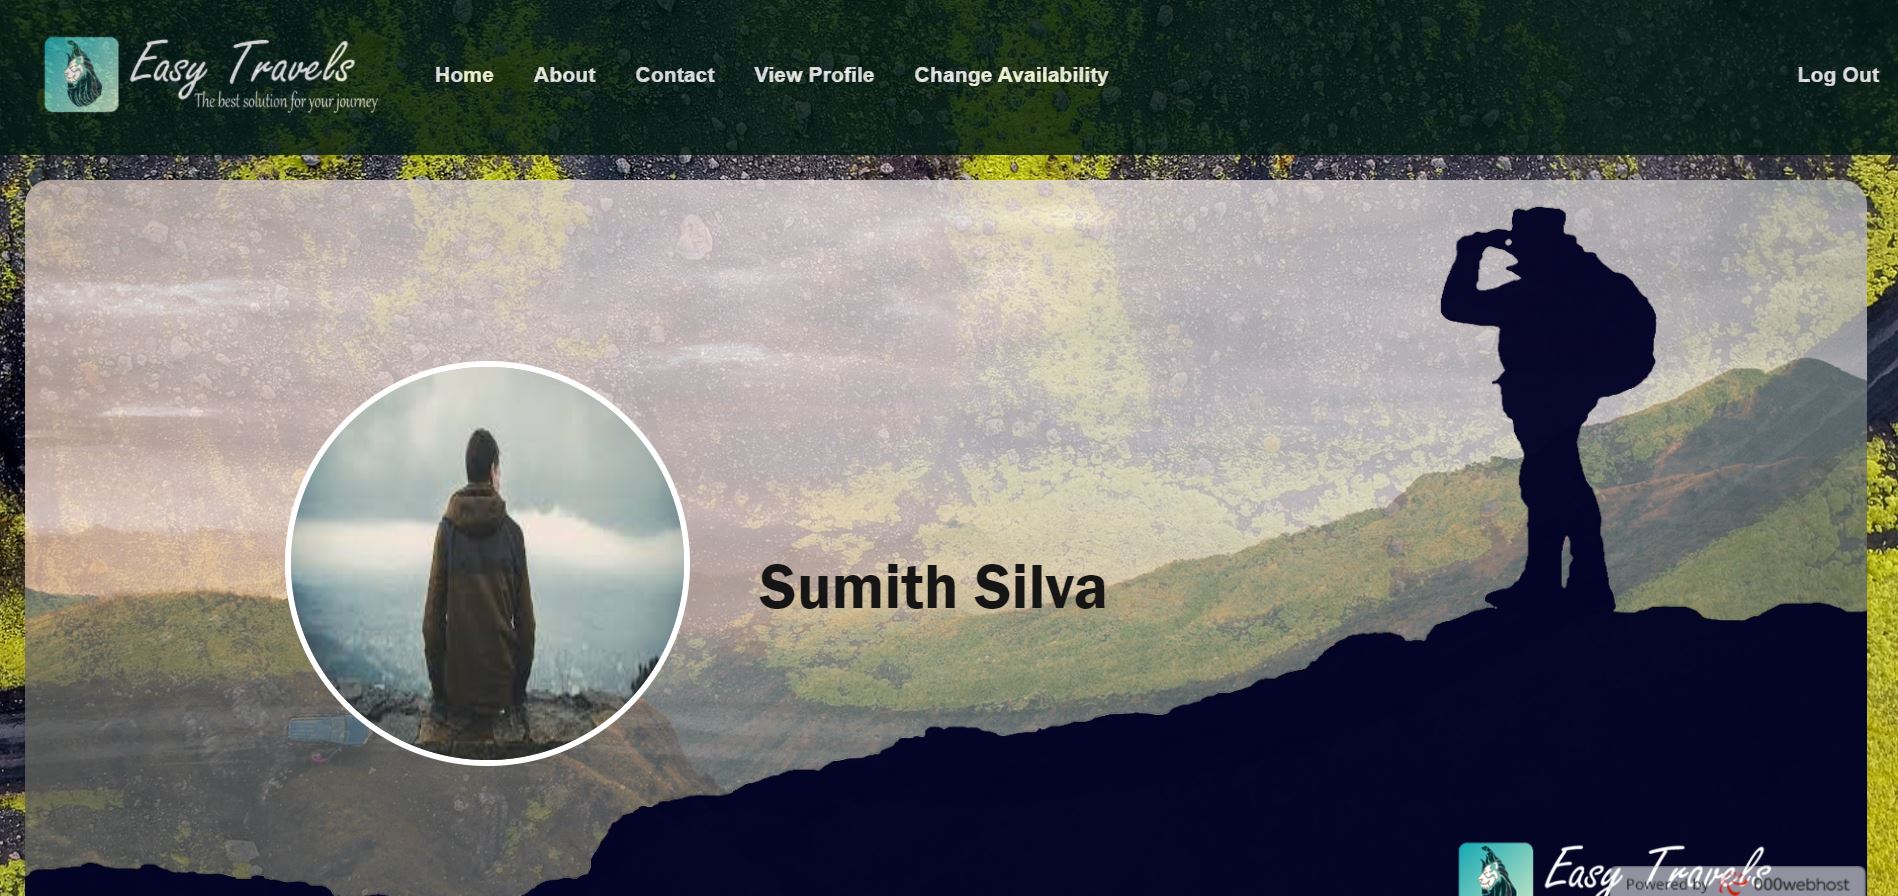 Easy Travels
The best solution for your journey
Home About Contact View Profile Change Availability Log Out
Sumith Silva
Easy Travels
Powered by 000webhost